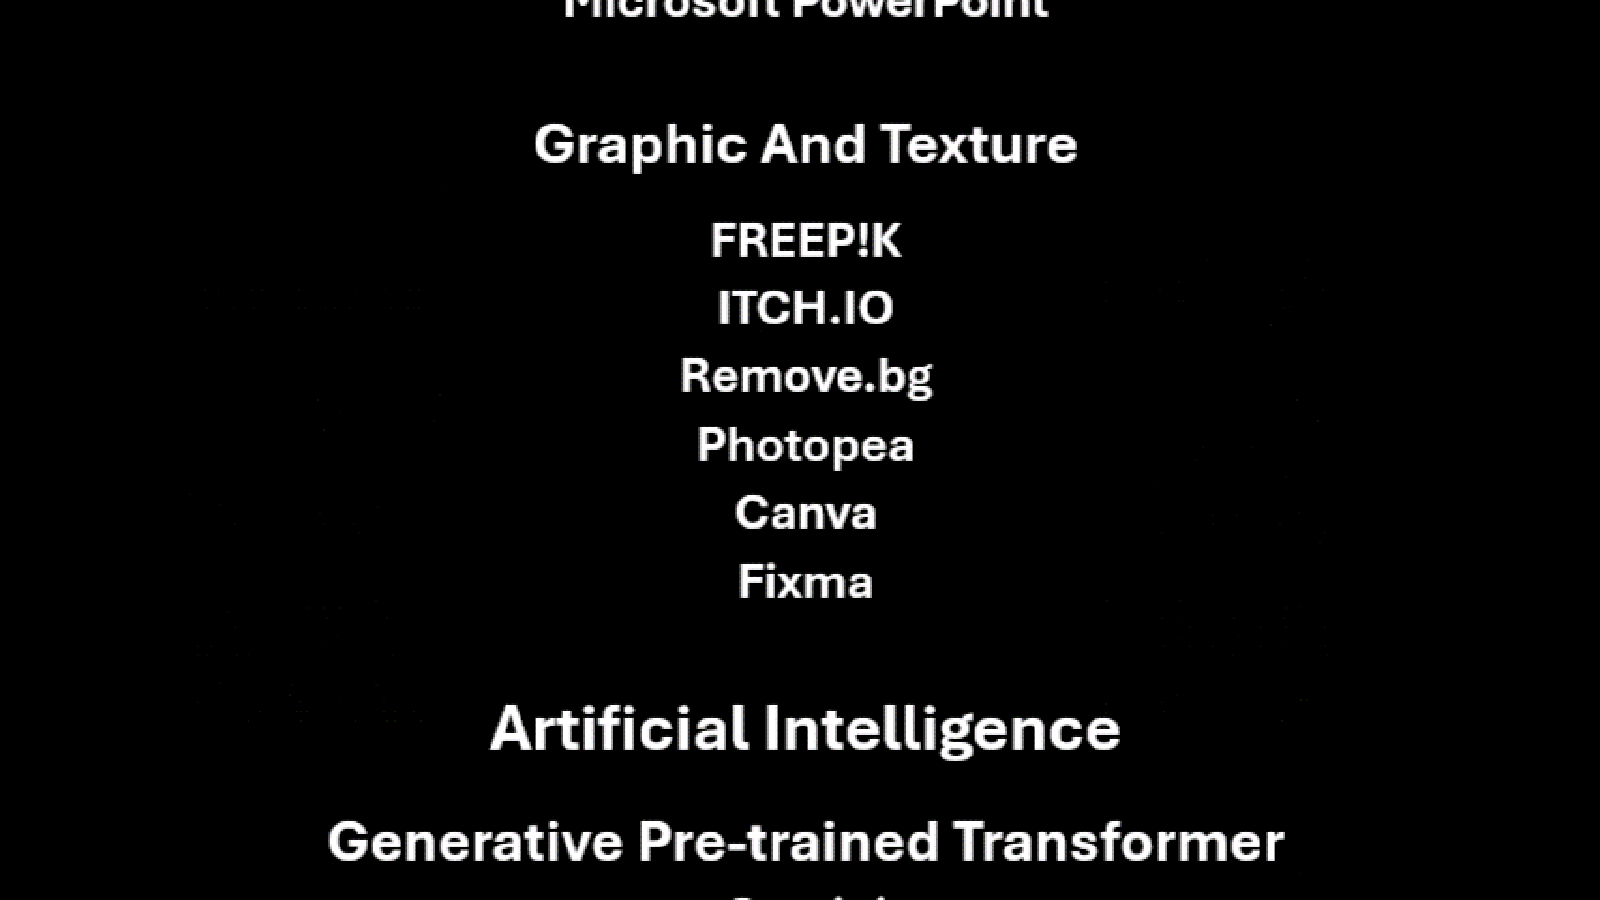 Microsoft PowerPoint
Graphic And Texture
FREEP!K
ITCH.IO
Remove.bg
Photopea
Canva
Fixma
Artificial Intelligence
Generative Pre-trained Transformer